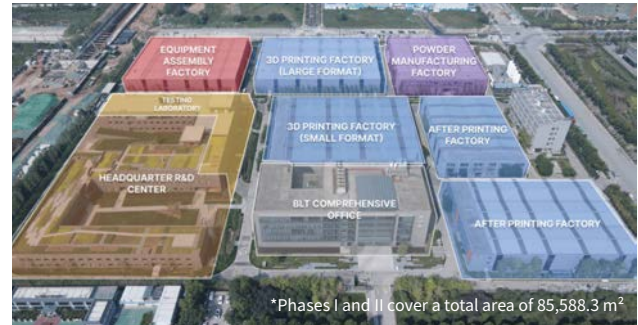 EQUIPMENT
ASSEMBLY
FACTORY
3D PRINTING FACTORY
(LARGE FORMAT)
POWDER
MANUFACTURING
FACTORY
TESTING
LABORATORY
3D PRINTING FACTORY
(SMALL FORMAT)
AFTER PRINTING
FACTORY
HEADQUARTER R&D
CENTER
BLT COMPREHENSIVE
OFFICE
AFTER PRINTING FACTORY
*Phases I and II cover a total area of 85,588.3 m²